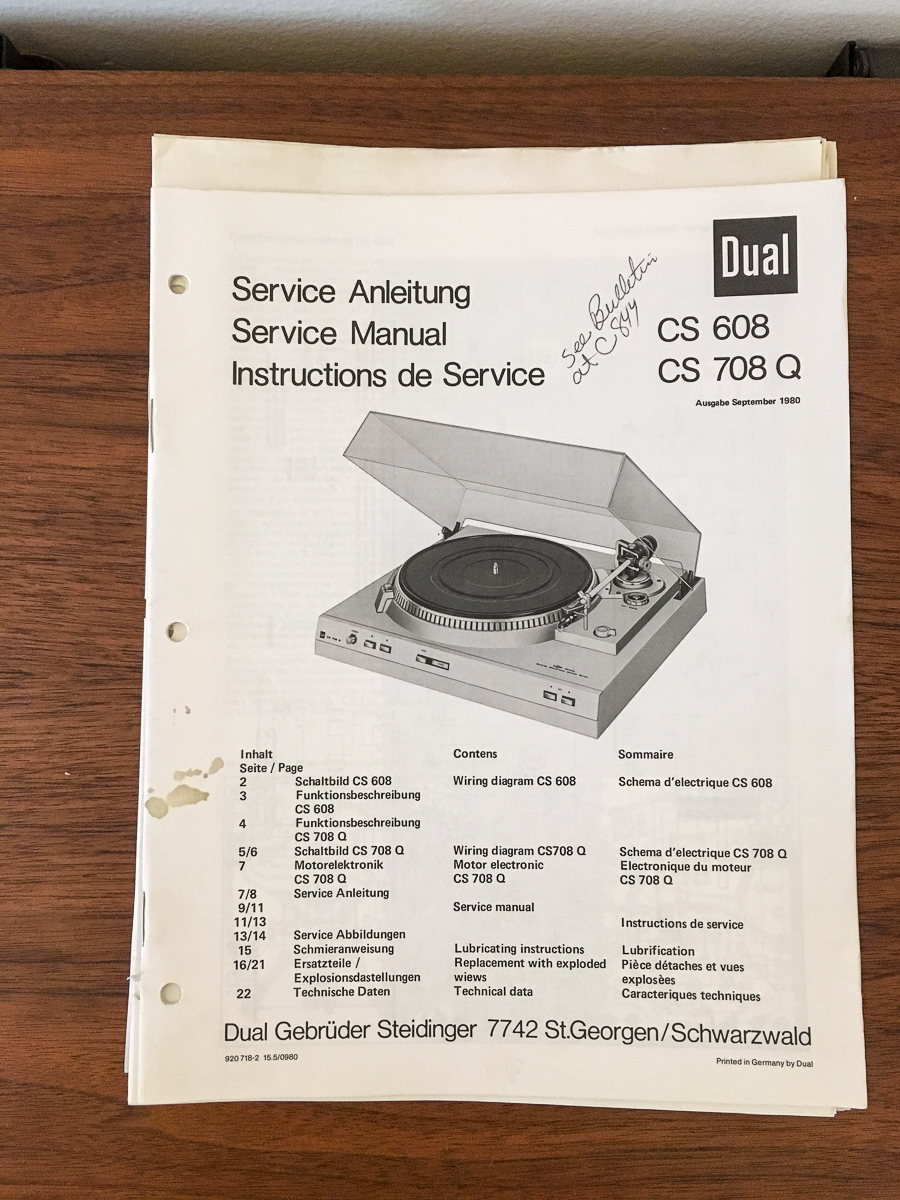 Dual
Service Anleitung
Service Manual
Instructions de Service
See Bulletin
at C 844
CS 608
CS 708 Q
Ausgabe September 1980
Inhalt Contens Sommaire
Seite / Page
2 Schaltbild CS 608 Wiring diagram CS 608 Schema d'electrique CS 608
3 Funktionsbeschreibung
CS 608
4 Funktionsbeschreibung
CS 708 Q
5/6 Schaltbild CS 708 Q Wiring diagram CS708 Q Schema d'electrique CS 708 Q
7 Motorelektronik Motor electronic Electronique du moteur
CS 708 Q CS 708 Q CS 708 Q
7/8 Service Anleitung
9/11 Service manual
11/13 Instructions de service
13/14 Service Abbildungen
15 Schmieranweisung Lubricating instructions Lubrification
16/21 Ersatzteile / Replacement with exploded Pièce détaches et vues
Explosionsdastellungen wiews explosèes
22 Technische Daten Technical data Caracteriques techniques
Dual Gebrüder Steidinger 7742 St.Georgen/Schwarzwald
920 718-2 15.5/0980 Printed in Germany by Dual